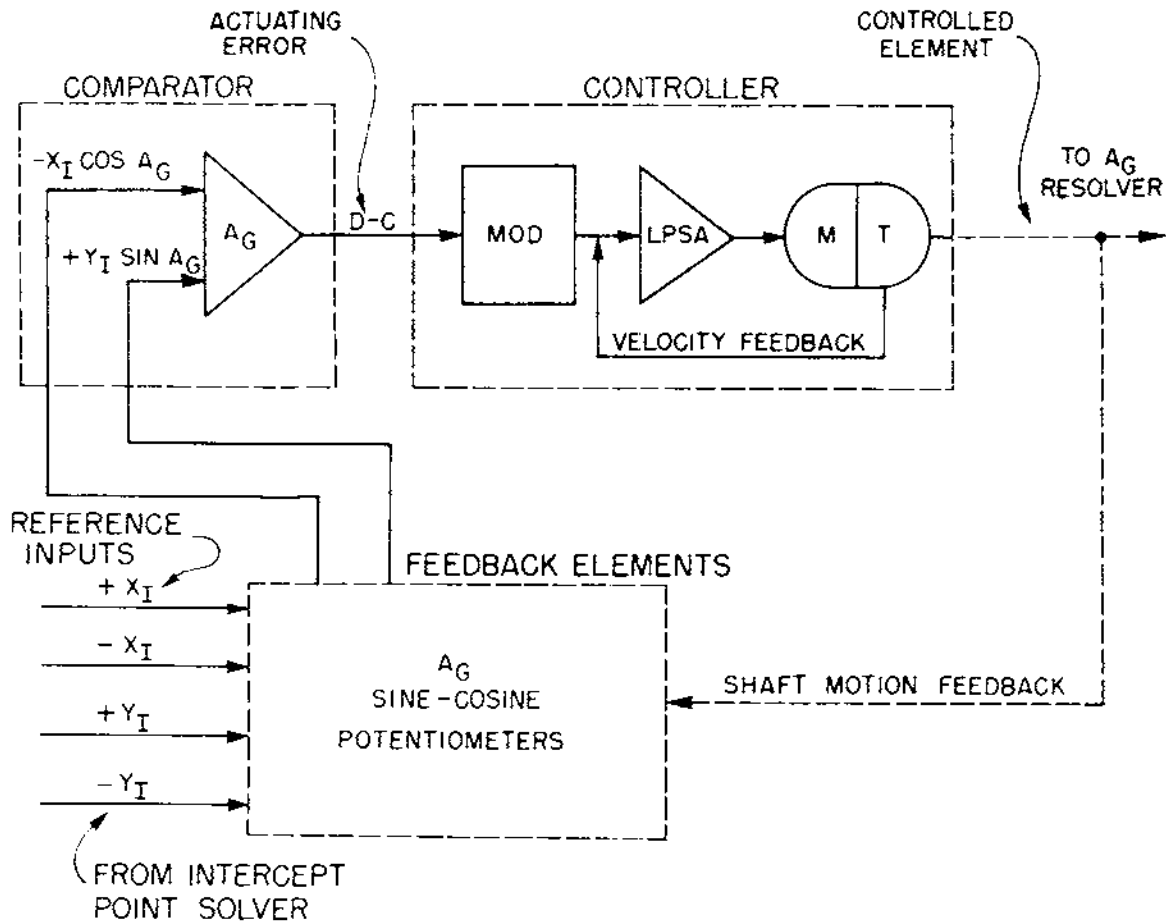 ACTUATING
ERROR
CONTROLLED
ELEMENT
COMPARATOR
CONTROLLER
-X_I COS A_G
TO A_G
RESOLVER
A_G
D-C
MOD
LPSA
M
T
+Y_I SIN A_G
VELOCITY FEEDBACK
REFERENCE
INPUTS
FEEDBACK ELEMENTS
+ X_I
- X_I
+ Y_I
- Y_I
A_G
SINE-COSINE
POTENTIOMETERS
SHAFT MOTION FEEDBACK
FROM INTERCEPT
POINT SOLVER